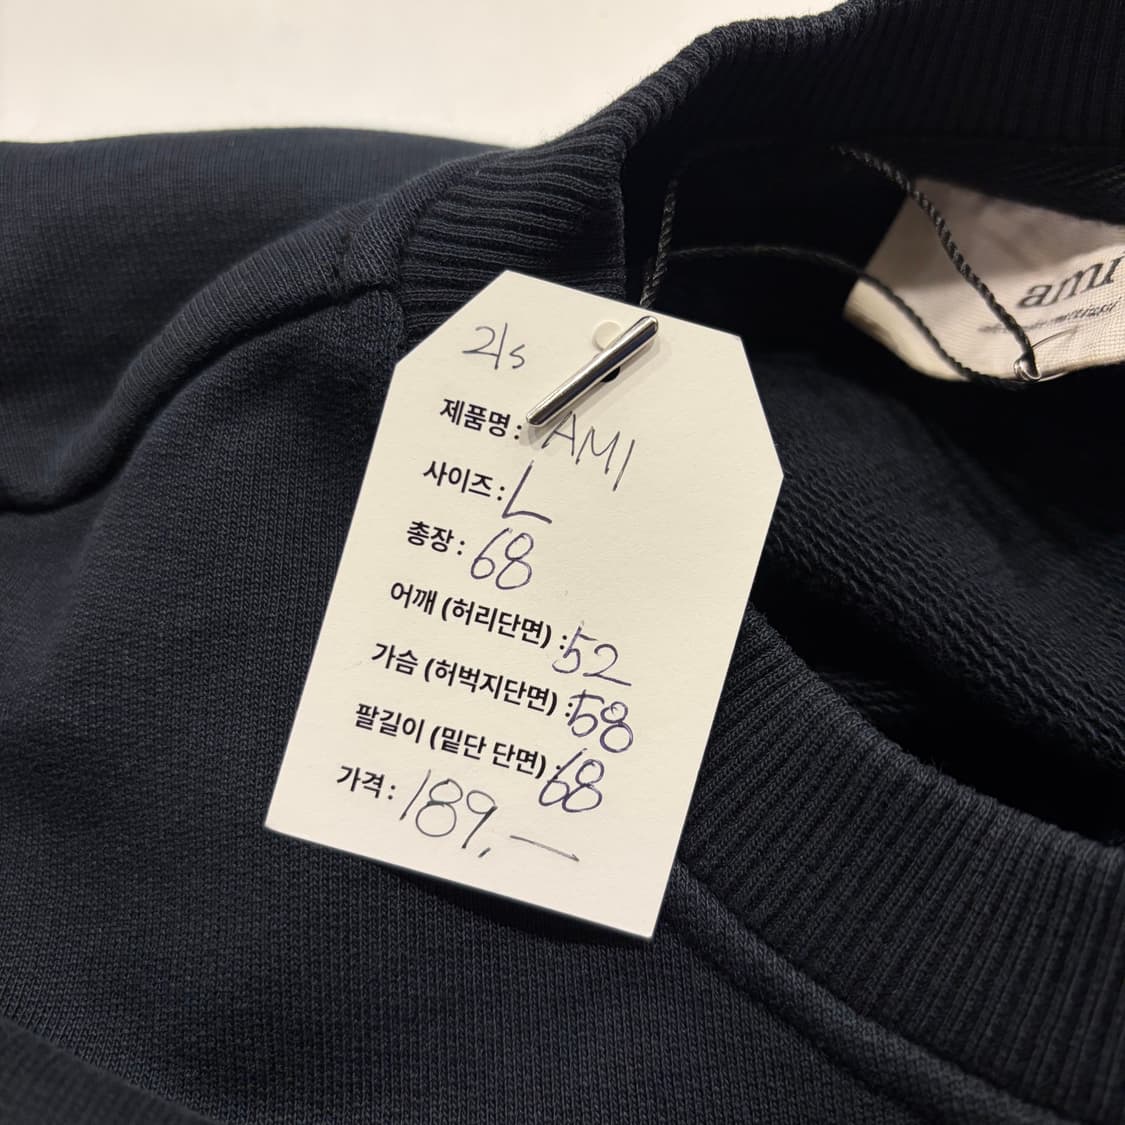 2/s
제품명 : AMI
사이즈 : L
총장 : 68
어깨 (허리단면) : 52
가슴 (허벅지단면) : 58
팔길이 (밑단 단면) : 68
가격 : 189,—
ami